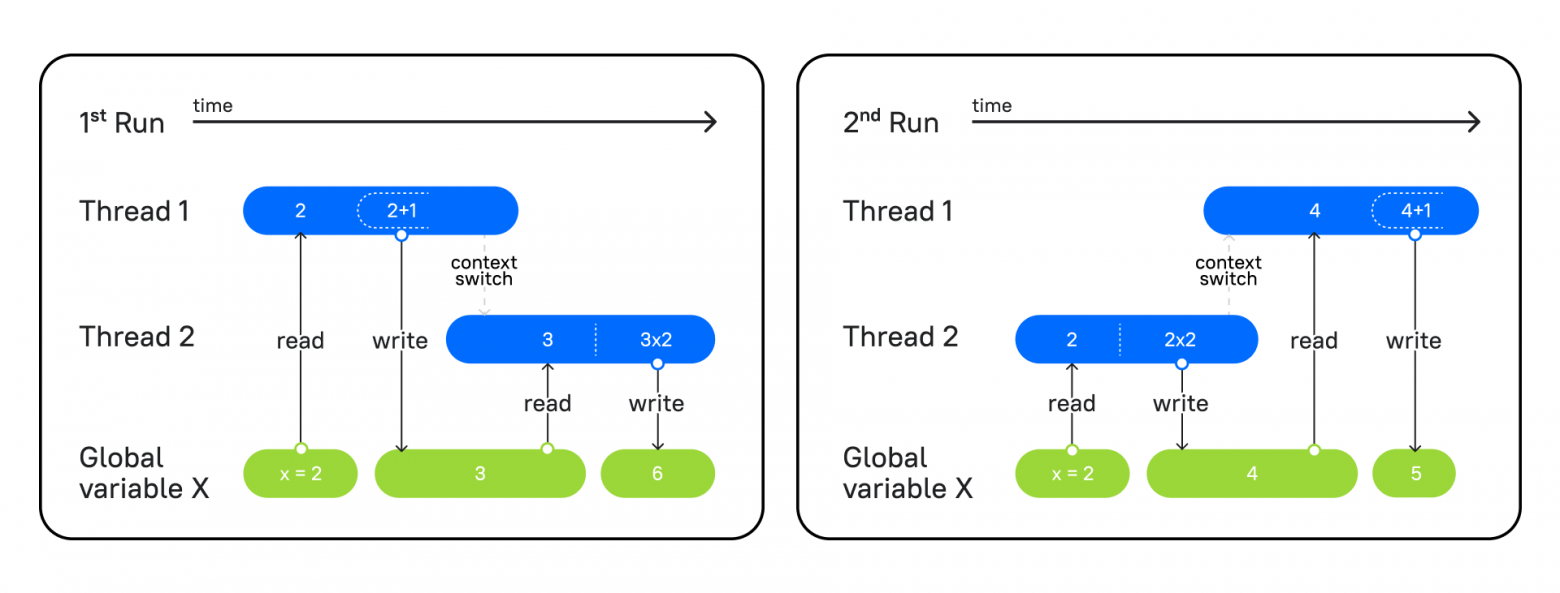 time
1st Run
Thread 1
2
2+1
context
switch
Thread 2
3
3x2
read
write
read
write
Global
variable X
x = 2
3
6
time
2nd Run
Thread 1
4
4+1
context
switch
Thread 2
2
2x2
read
write
read
write
Global
variable X
x = 2
4
5